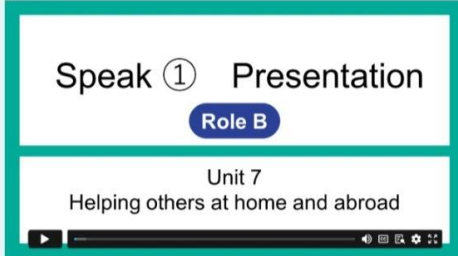 Speak ① Presentation
Role B
Unit 7
Helping others at home and abroad